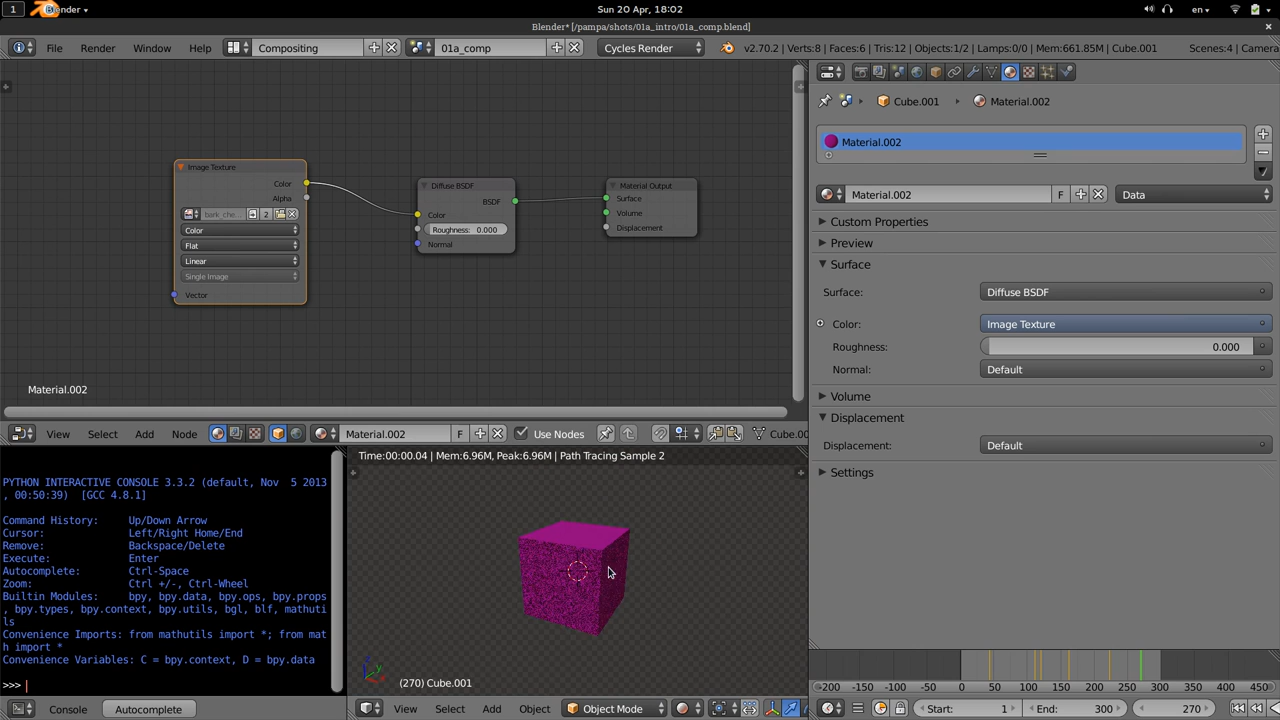 1 Blender Sun 20 Apr, 18:02 en
Blender* [/pampa/shots/01a_intro/01a_comp.blend]
File Render Window Help Compositing 01a_comp Cycles Render v2.70.2 | Verts:8 | Faces:6 | Tris:12 | Objects:1/2 | Lamps:0/0 | Mem:661.85M | Cube.001 Scenes:4 | Camera
Image Texture
Color
Alpha
bark_che... 2
Color
Flat
Linear
Single Image
Vector
Diffuse BSDF
BSDF
Color
Roughness: 0.000
Normal
Material Output
Surface
Volume
Displacement
Material.002
View Select Add Node Material.002 F Use Nodes Cube.00
Cube.001 Material.002
Material.002
Material.002 F Data
Custom Properties
Preview
Surface
Surface: Diffuse BSDF
Color: Image Texture
Roughness: 0.000
Normal: Default
Volume
Displacement
Displacement: Default
Settings
PYTHON INTERACTIVE CONSOLE 3.3.2 (default, Nov  5 2013
, 00:50:39)  [GCC 4.8.1]
Command History: Up/Down Arrow
Cursor: Left/Right Home/End
Remove: Backspace/Delete
Execute: Enter
Autocomplete: Ctrl-Space
Zoom: Ctrl +/-, Ctrl-Wheel
Builtin Modules: bpy, bpy.data, bpy.ops, bpy.props
, bpy.types, bpy.context, bpy.utils, bgl, blf, mathuti
ls
Convenience Imports: from mathutils import *; from mat
h import *
Convenience Variables: C = bpy.context, D = bpy.data
>>>
Console Autocomplete
Time:00:00.04 | Mem:6.96M, Peak:6.96M | Path Tracing Sample 2
z
y
x
(270) Cube.001
View Select Add Object Object Mode
-200 -150 -100 -50 0 50 100 150 200 250 300 350 400 450
Start: 1 End: 300 270